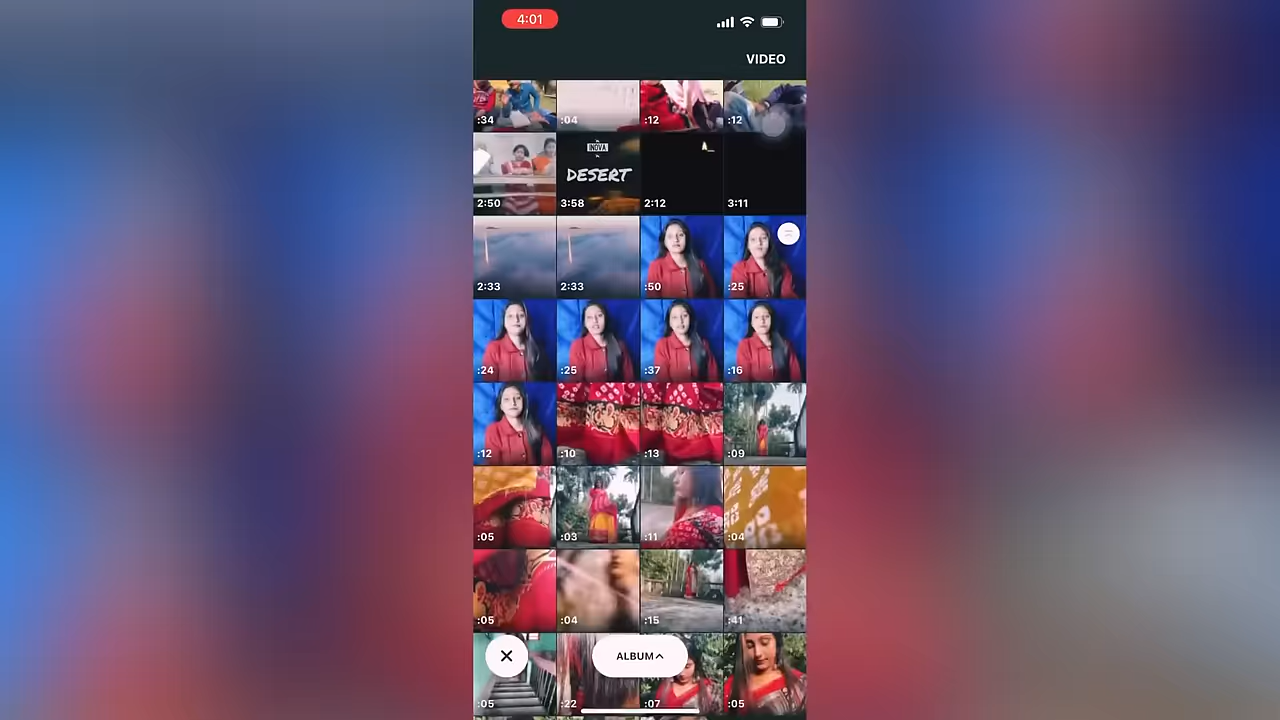 4:01
VIDEO
:34 :04 :12 :12
INOVA
DESERT
2:50 3:58 2:12 3:11
2:33 2:33 :50 :25
:24 :25 :37 :16
:12 :10 :13 :09
:05 :03 :11 :04
:05 :04 :15 :41
ALBUM
:05 :22 :07 :05